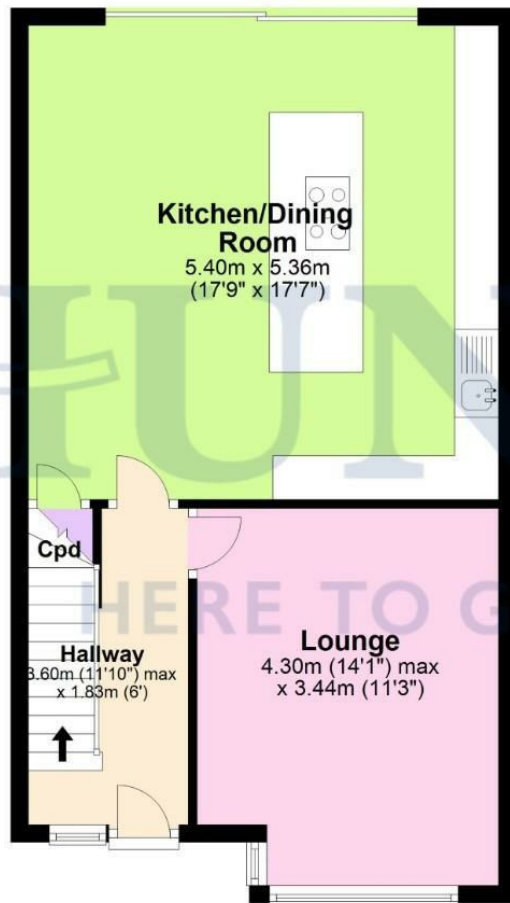 Kitchen/Dining
Room
5.40m x 5.36m
(17'9" x 17'7")
HUN
Cpd
HERE TO G
Hallway
3.60m (11'10") max
x 1.83m (6')
Lounge
4.30m (14'1") max
x 3.44m (11'3")